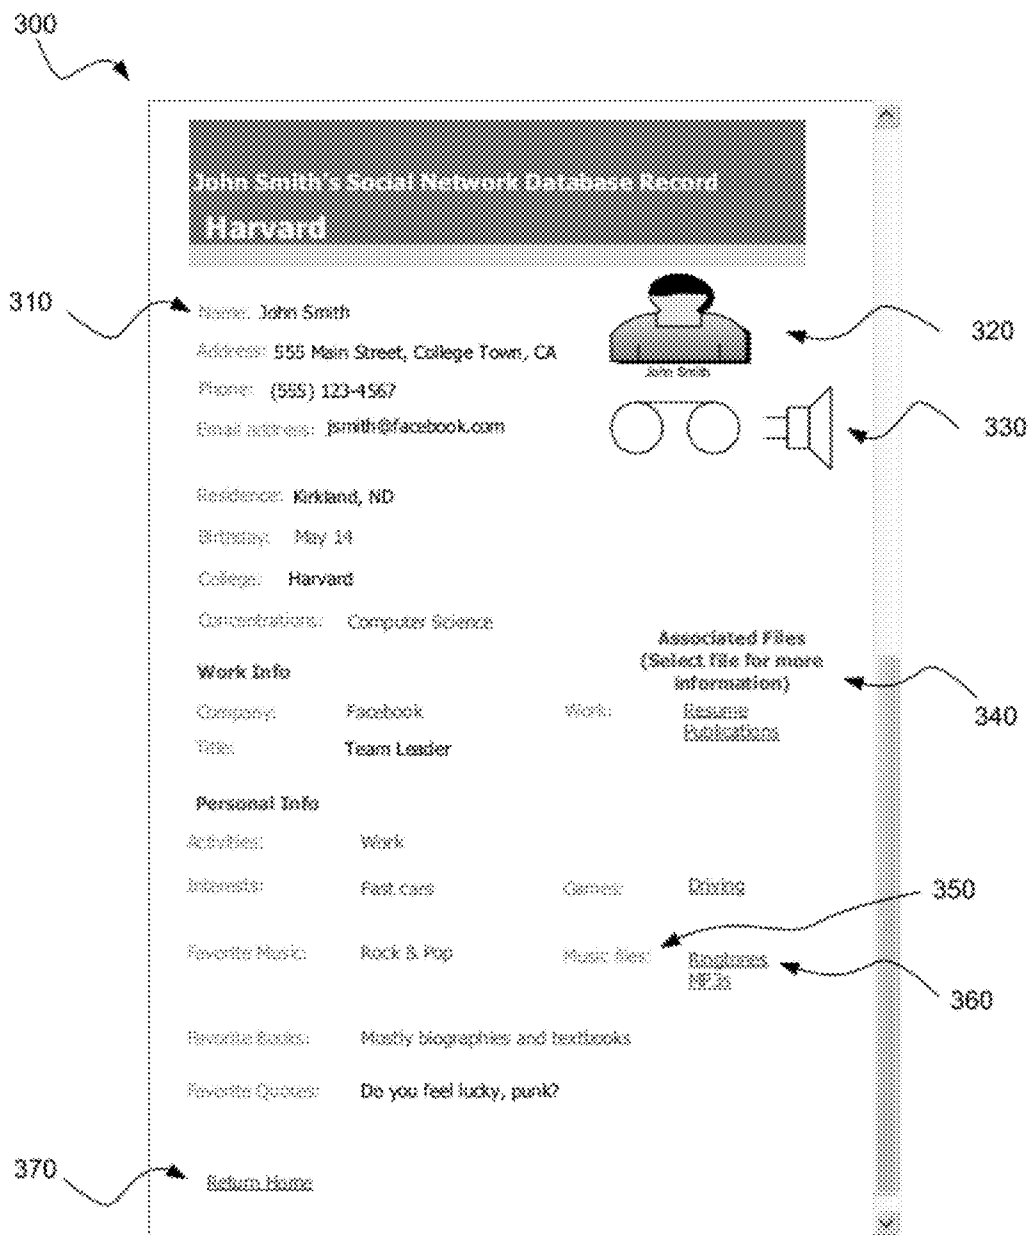 300
John Smith's Social Network Database Record
Harvard
310
Name: John Smith
320
Address: 555 Main Street, College Town, CA
John Smith
Phone: (555) 123-4567
330
Email address: jsmith@facebook.com
Residence: Kirkland, ND
Birthday: May 14
College: Harvard
Concentrations: Computer Science
Associated Files
(Select file for more
information)
340
Work Info
Company: Facebook Work: Resume
Publications
Title: Team Leader
Personal Info
Activities: Work
Interests: Fast cars Games: Driving
350
Favorite Music: Rock & Pop Music files: Ringtones
MP3s
360
Favorite Books: Mostly biographies and textbooks
Favorite Quotes: Do you feel lucky, punk?
370
Return Home